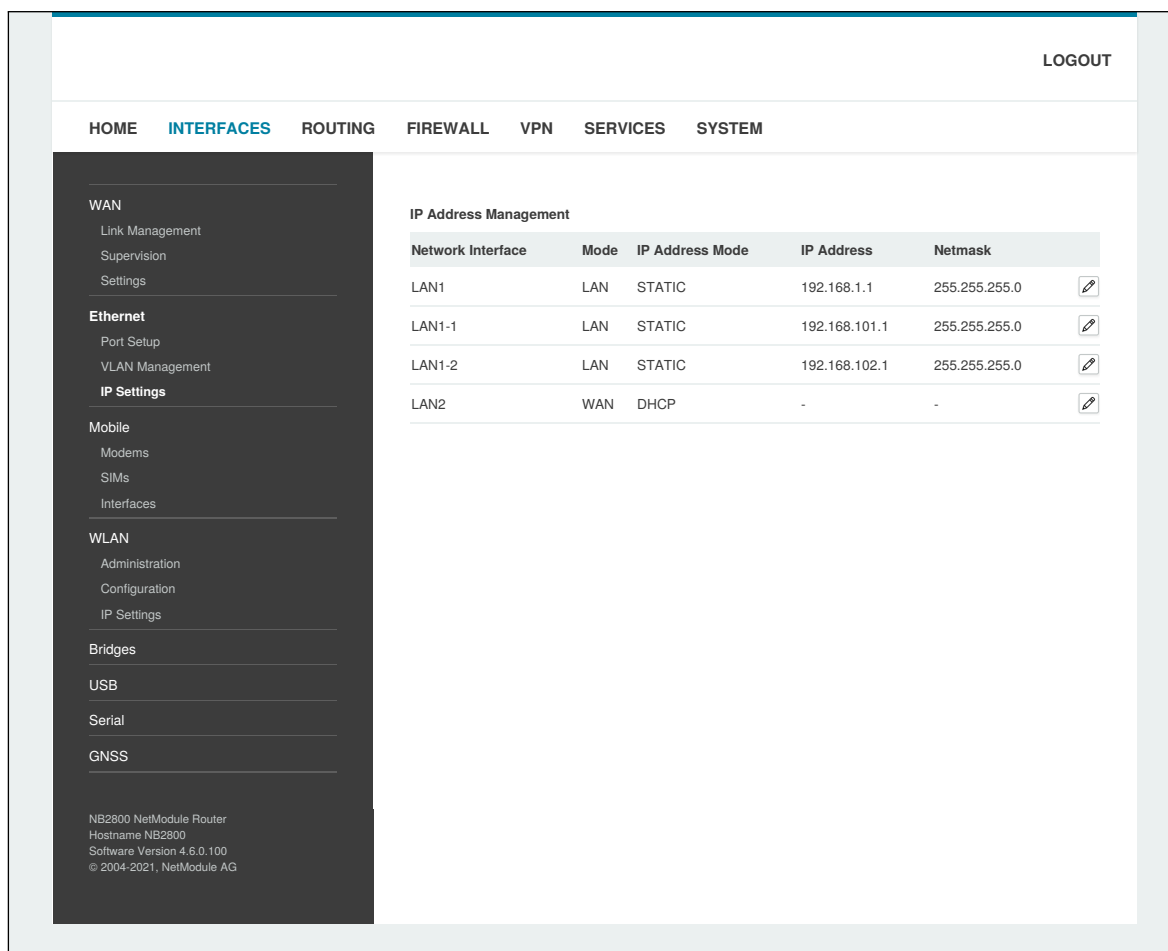 LOGOUT
HOME INTERFACES ROUTING FIREWALL VPN SERVICES SYSTEM
WAN
Link Management
Supervision
Settings
Ethernet
Port Setup
VLAN Management
IP Settings
Mobile
Modems
SIMs
Interfaces
WLAN
Administration
Configuration
IP Settings
Bridges
USB
Serial
GNSS
NB2800 NetModule Router
Hostname NB2800
Software Version 4.6.0.100
© 2004-2021, NetModule AG
IP Address Management
Network Interface Mode IP Address Mode IP Address Netmask
LAN1 LAN STATIC 192.168.1.1 255.255.255.0
LAN1-1 LAN STATIC 192.168.101.1 255.255.255.0
LAN1-2 LAN STATIC 192.168.102.1 255.255.255.0
LAN2 WAN DHCP - -